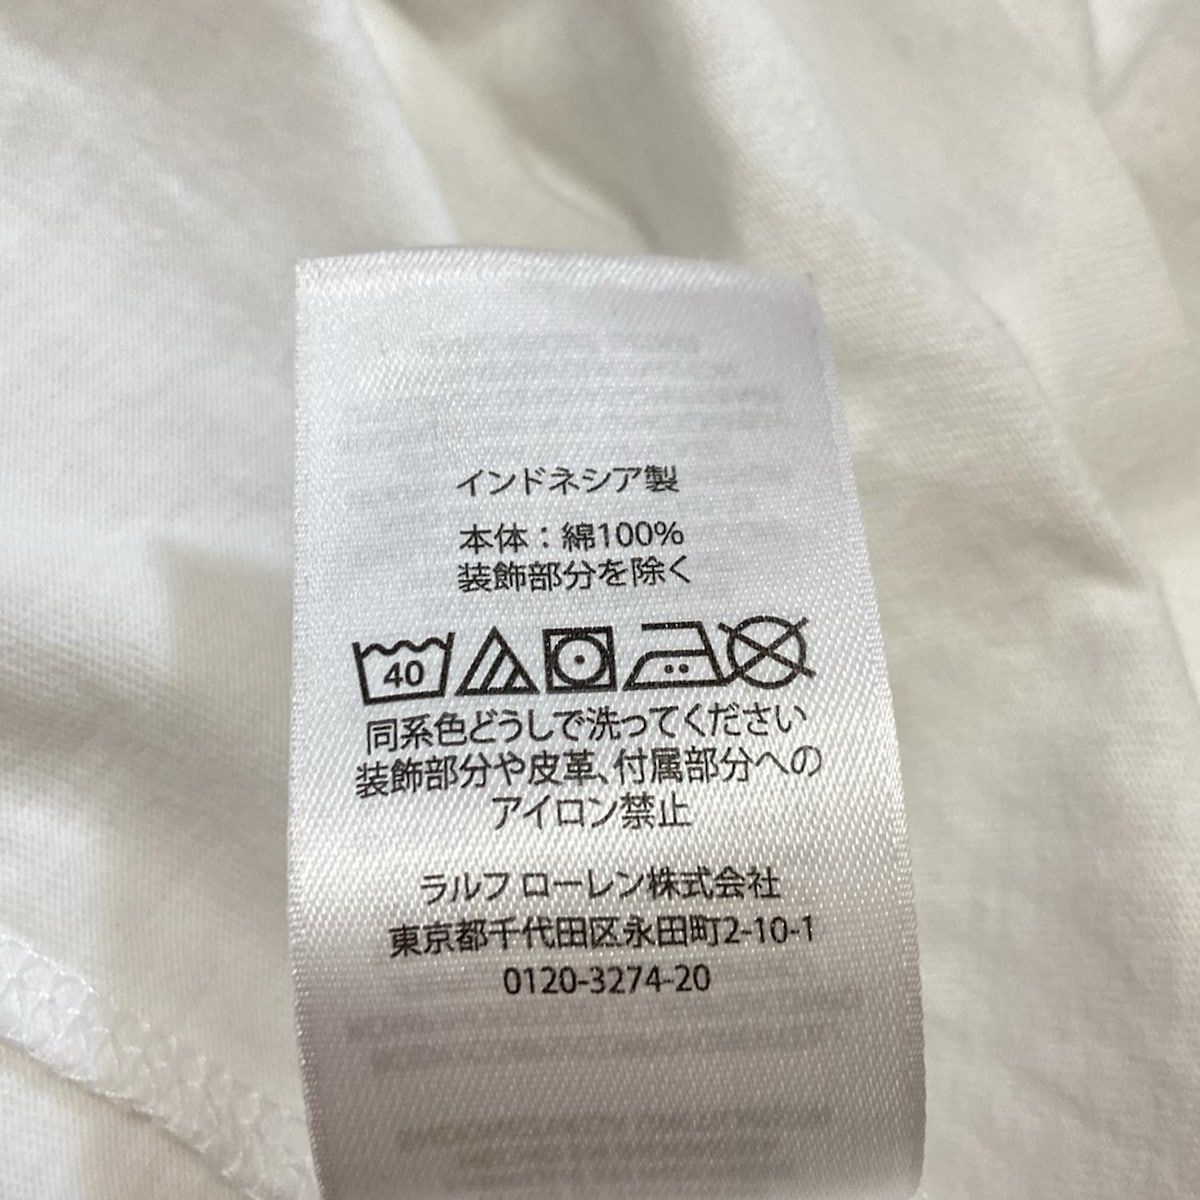 インドネシア製
本体：綿100%
装飾部分を除く
40
同系色どうしで洗ってください
装飾部分や皮革、付属部分への
アイロン禁止
ラルフ ローレン株式会社
東京都千代田区永田町2-10-1
0120-3274-20